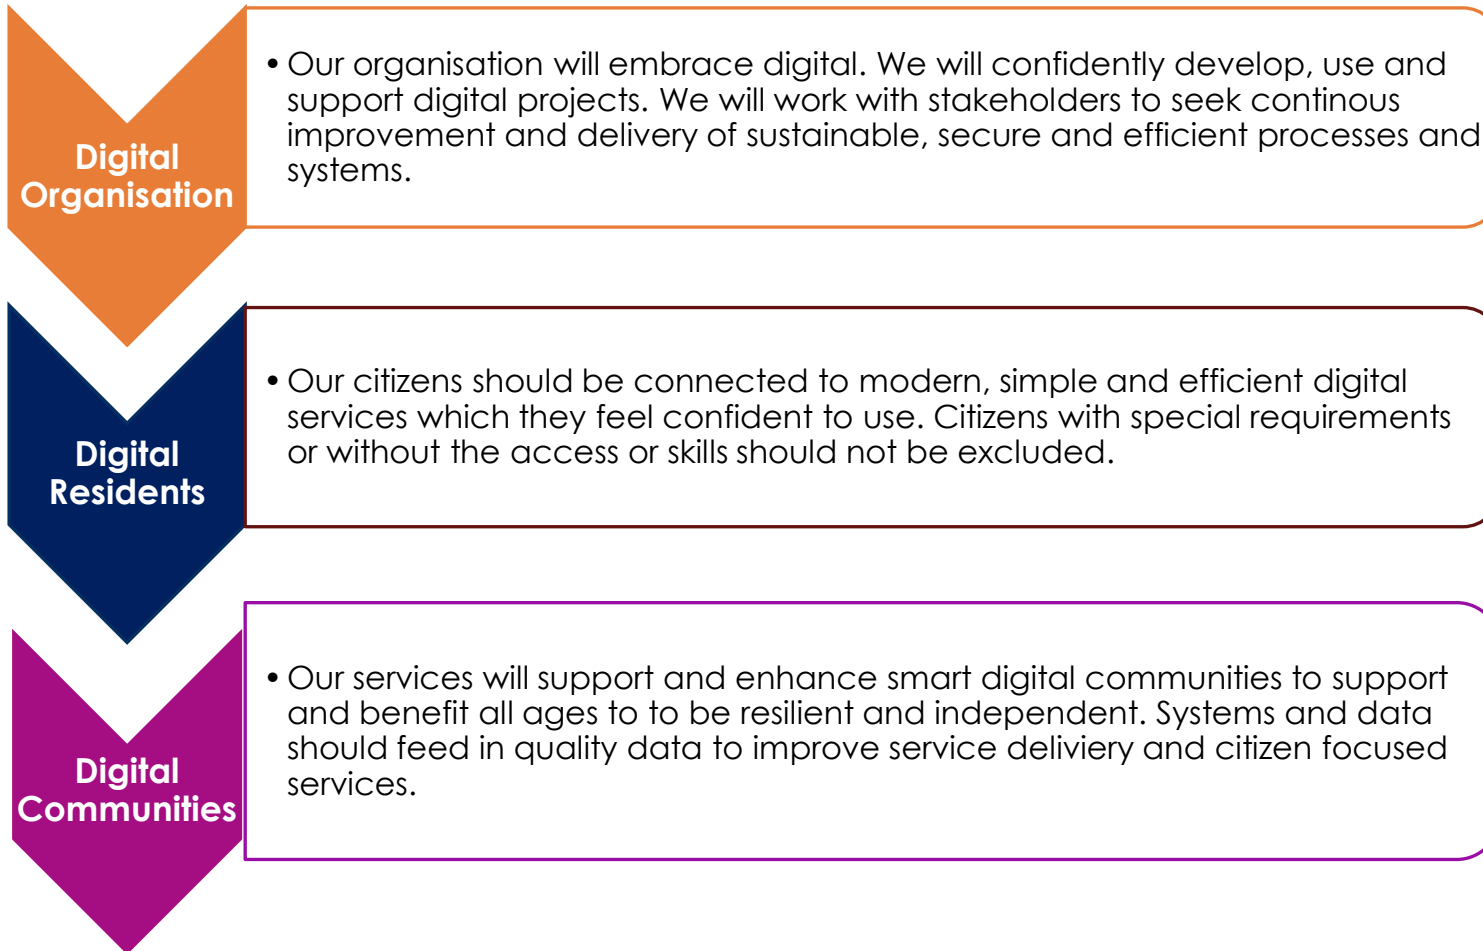 Digital
Organisation
• Our organisation will embrace digital. We will confidently develop, use and
support digital projects. We will work with stakeholders to seek continous
improvement and delivery of sustainable, secure and efficient processes and
systems.
Digital
Residents
• Our citizens should be connected to modern, simple and efficient digital
services which they feel confident to use. Citizens with special requirements
or without the access or skills should not be excluded.
Digital
Communities
• Our services will support and enhance smart digital communities to support
and benefit all ages to to be resilient and independent. Systems and data
should feed in quality data to improve service deliviery and citizen focused
services.